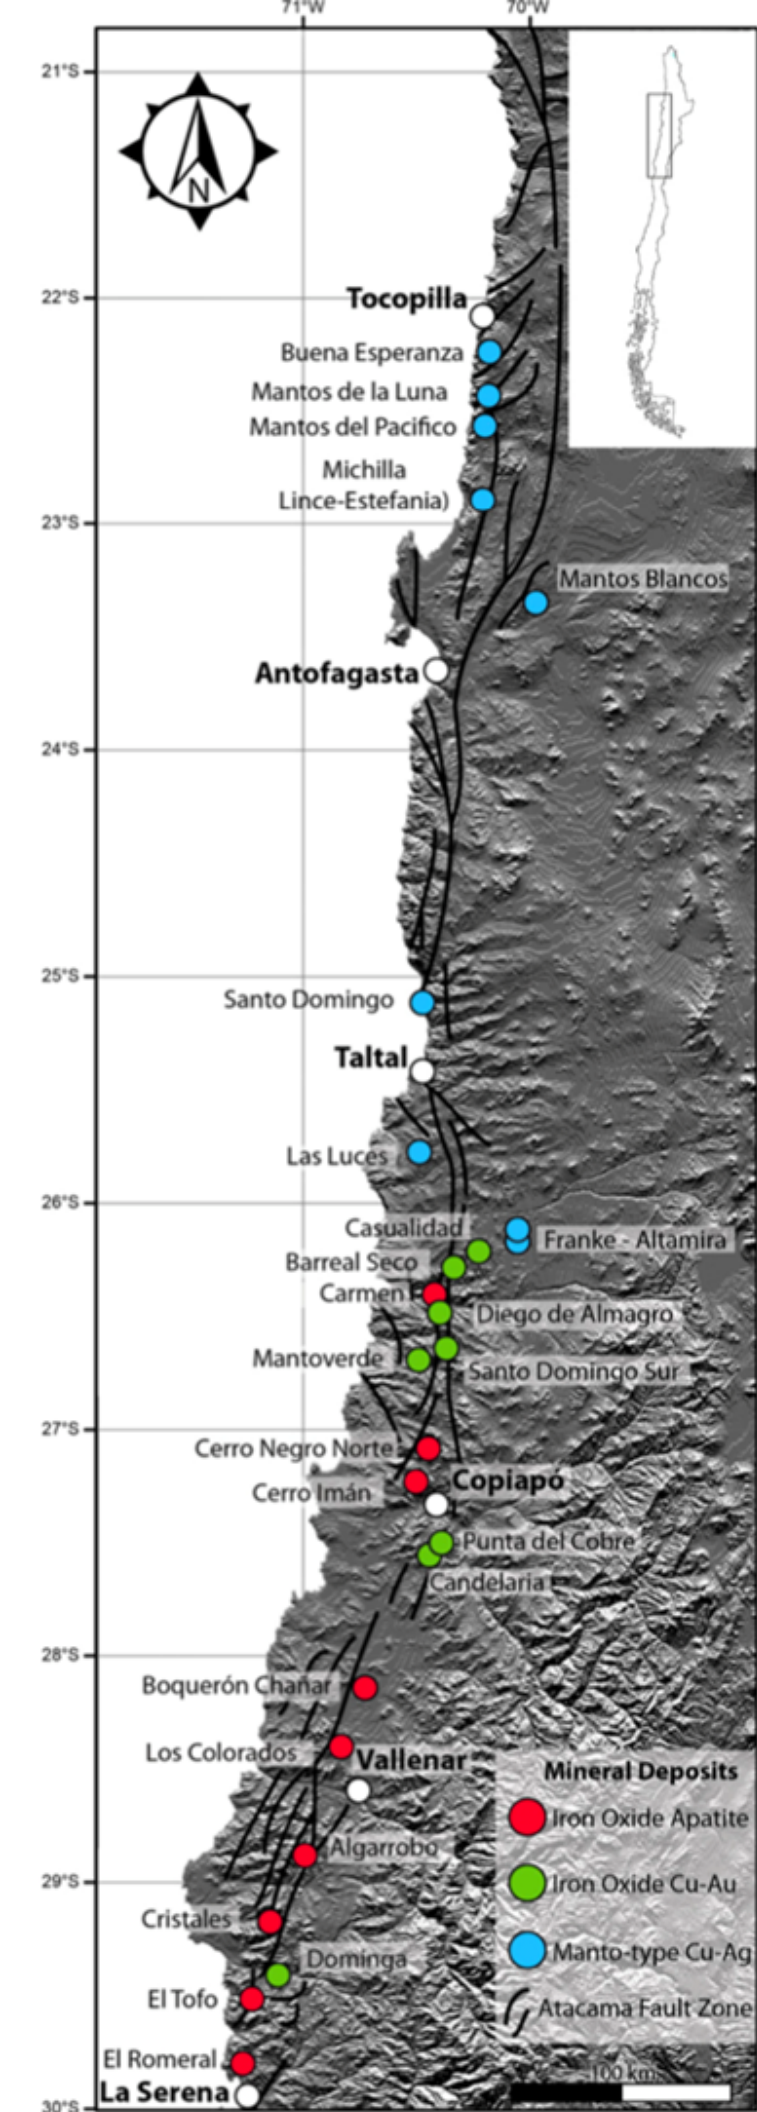 71°W 70°W
21°S
N
22°S
Tocopilla
Buena Esperanza
Mantos de la Luna
Mantos del Pacifico
Michilla
Lince-Estefania)
23°S
Mantos Blancos
Antofagasta
24°S
25°S
Santo Domingo
Taltal
Las Luces
26°S
Casualidad
Franke - Altamira
Barreal Seco
Carmen
Diego de Almagro
Mantoverde
Santo Domingo Sur
27°S
Cerro Negro Norte
Copiapó
Cerro Imán
Punta del Cobre
Candelaria
28°S
Boquerón Chañar
Los Colorados
Vallenar
Mineral Deposits
Iron Oxide Apatite
Algarrobo
29°S
Iron Oxide Cu-Au
Cristales
Manto-type Cu-Ag
Dominga
El Tofo
Atacama Fault Zone
El Romeral
100 km
La Serena
30°S